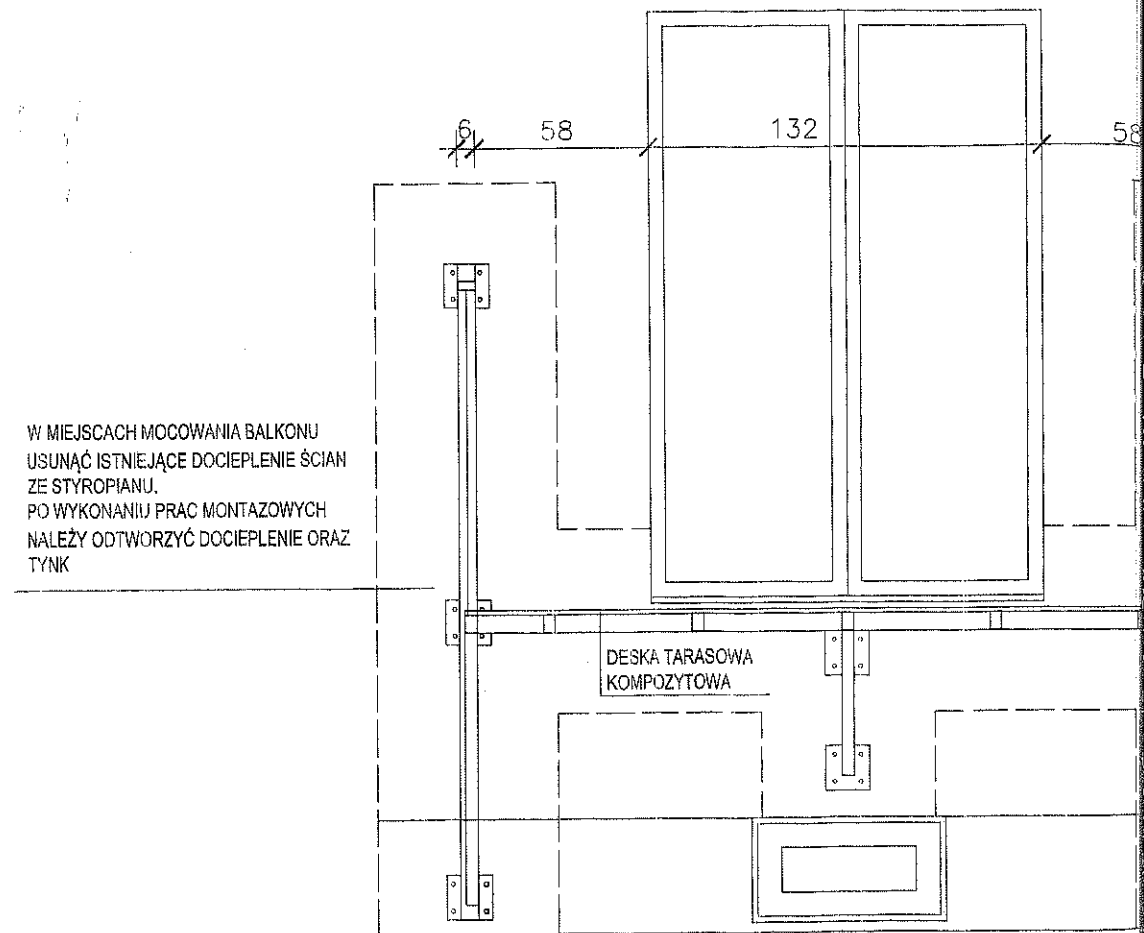 6 58 132 58
W MIEJSCACH MOCOWANIA BALKONU
USUNĄĆ ISTNIEJĄCE DOCIEPLENIE ŚCIAN
ZE STYROPIANU.
PO WYKONANIU PRAC MONTAZOWYCH
NALEŻY ODTWORZYĆ DOCIEPLENIE ORAZ
TYNK
DESKA TARASOWA
KOMPOZYTOWA